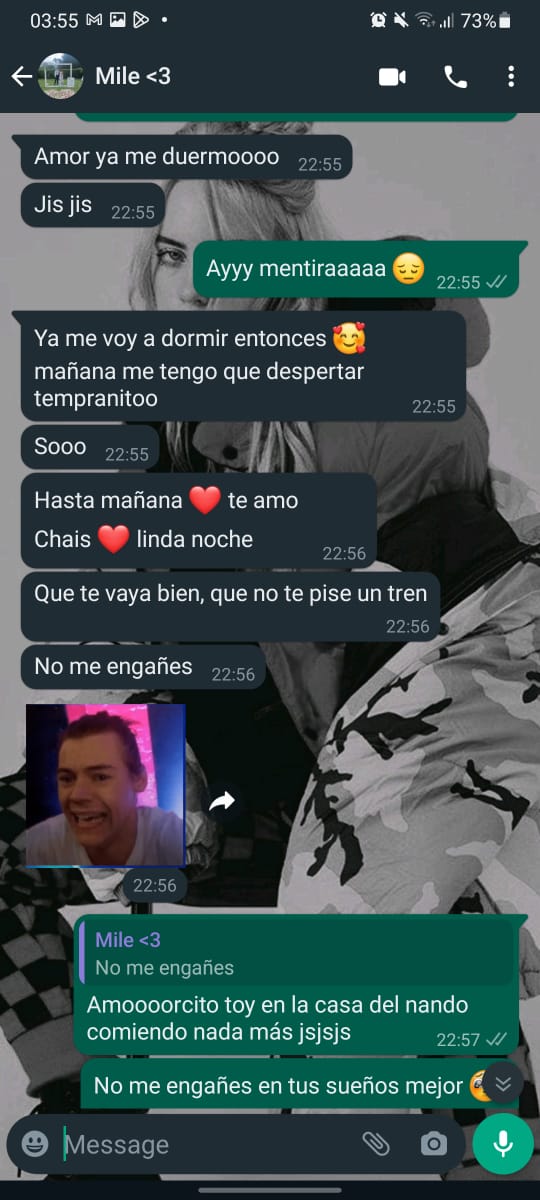 03:55
73%
Mile <3
Amor ya me duermoooo 22:55
Jis jis 22:55
Ayyy mentiraaaaa 😔 22:55
Ya me voy a dormir entonces 🥰
mañana me tengo que despertar
tempranitoo 22:55
Sooo 22:55
Hasta mañana ❤️ te amo
Chais ❤️ linda noche 22:56
Que te vaya bien, que no te pise un tren
22:56
No me engañes 22:56
22:56
Mile <3
No me engañes
Amoooorcito toy en la casa del nando
comiendo nada más jsjsjs 22:57
No me engañes en tus sueños mejor
Message